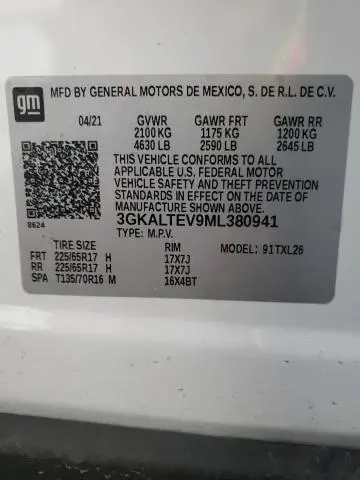 gm MFD BY GENERAL MOTORS DE MEXICO, S. DE R.L. DE C.V.
04/21 GVWR GAWR FRT GAWR RR
2100 KG 1175 KG 1200 KG
4630 LB 2590 LB 2645 LB
THIS VEHICLE CONFORMS TO ALL
APPLICABLE U.S. FEDERAL MOTOR
VEHICLE SAFETY, BUMPER, AND THEFT
PREVENTION STANDARDS IN EFFECT ON
THE DATE OF MANUFACTURE SHOWN ABOVE.
8624 3GKALTEV9ML380941
TYPE: M.P.V. MODEL: 91TXL26
TIRE SIZE RIM
FRT 225/65R17 H 17X7J
RR 225/65R17 H 17X7J
SPA T135/70R16 M 16X4BT